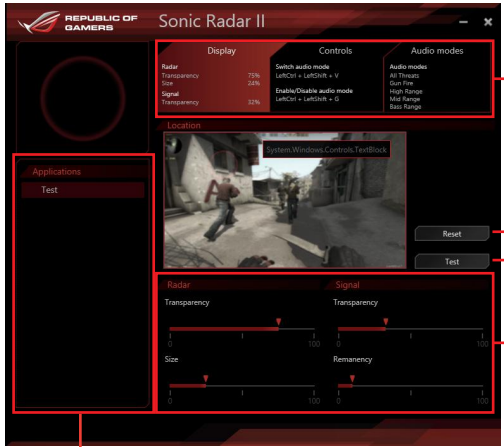 REPUBLIC OF
GAMERS
Sonic Radar II
Display
Controls
Audio modes
Radar
Transparency 75%
Size 24%
Signal
Transparency 32%
Switch audio mode
LeftCtrl + LeftShift + V
Enable/Disable audio mode
LeftCtrl + LeftShift + G
Audio modes
All Threats
Gun Fire
High Range
Mid Range
Bass Range
Location
System.Windows.Controls.TextBlock
Applications
Test
Reset
Test
Radar
Signal
Transparency
0 100
Transparency
0 100
Size
0 100
Remanency
0 100